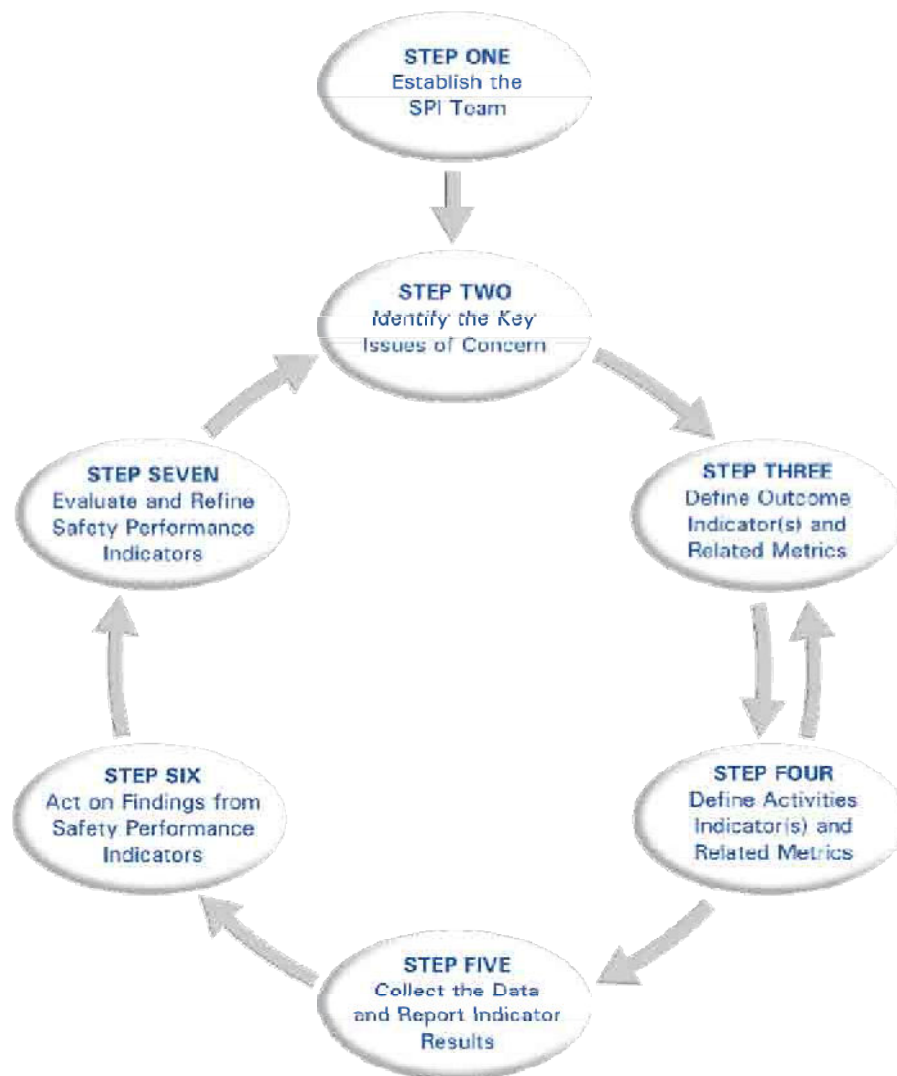 STEP ONE
Establish the
SPI Team
STEP TWO
Identify the Key
Issues of Concern
STEP SEVEN
Evaluate and Refine
Safety Performance
Indicators
STEP THREE
Define Outcome
Indicator(s) and
Related Metrics
STEP SIX
Act on Findings from
Safety Performance
Indicators
STEP FOUR
Define Activities
Indicator(s) and
Related Metrics
STEP FIVE
Collect the Data
and Report Indicator
Results